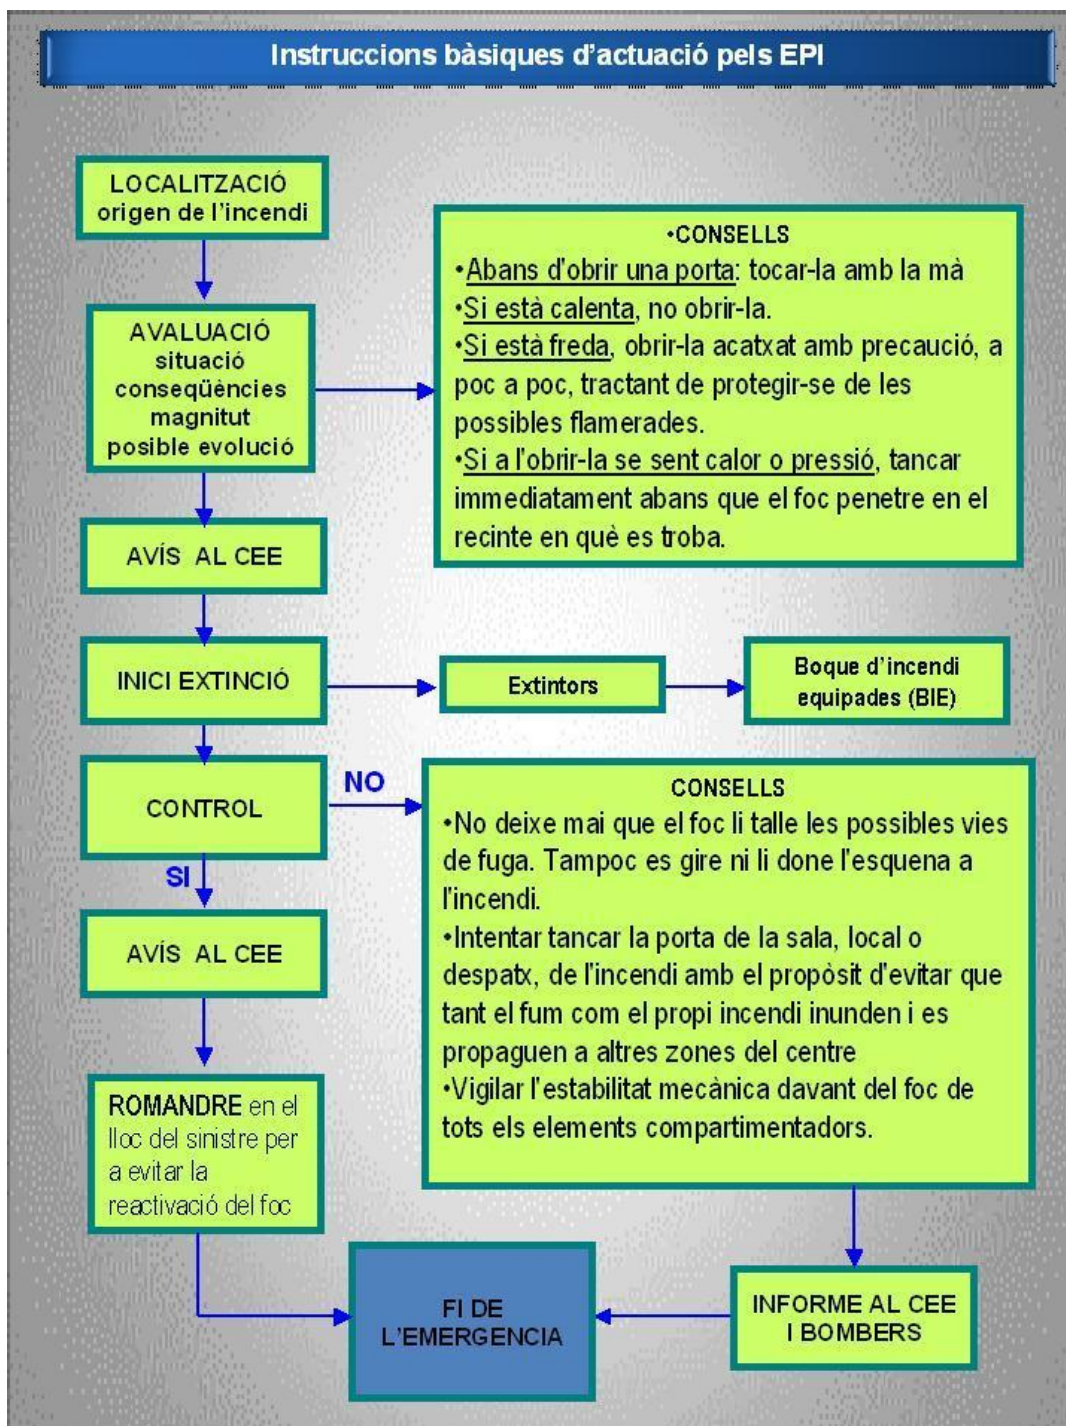 Instruccions bàsiques d'actuació pels EPI
LOCALITZACIÓ
origen de l'incendi
•CONSELLS
•Abans d'obrir una porta: tocar-la amb la mà
•Si està calenta, no obrir-la.
•Si està freda, obrir-la acatxat amb precaució, a
poc a poc, tractant de protegir-se de les
possibles flamerades.
•Si a l'obrir-la se sent calor o pressió, tancar
immediatament abans que el foc penetre en el
recinte en què es troba.
AVALUACIÓ
situació
conseqüències
magnitut
posible evolució
AVÍS AL CEE
INICI EXTINCIÓ
Extintors
Boque d'incendi
equipades (BIE)
CONTROL
NO
CONSELLS
•No deixe mai que el foc li talle les possibles vies
de fuga. Tampoc es gire ni li done l'esquena a
l'incendi.
•Intentar tancar la porta de la sala, local o
despatx, de l'incendi amb el propòsit d'evitar que
tant el fum com el propi incendi inunden i es
propaguen a altres zones del centre
•Vigilar l'estabilitat mecànica davant del foc de
tots els elements compartimentadors.
SI
AVÍS AL CEE
ROMANDRE en el
lloc del sinistre per
a evitar la
reactivació del foc
FI DE
L'EMERGENCIA
INFORME AL CEE
I BOMBERS